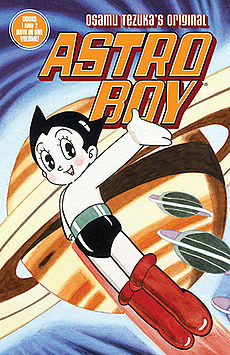 OSAMU TEZUKA'S ORIGINAL
BOOKS
1 AND 2
NOW IN ONE
VOLUME!
ASTRO
BOY®